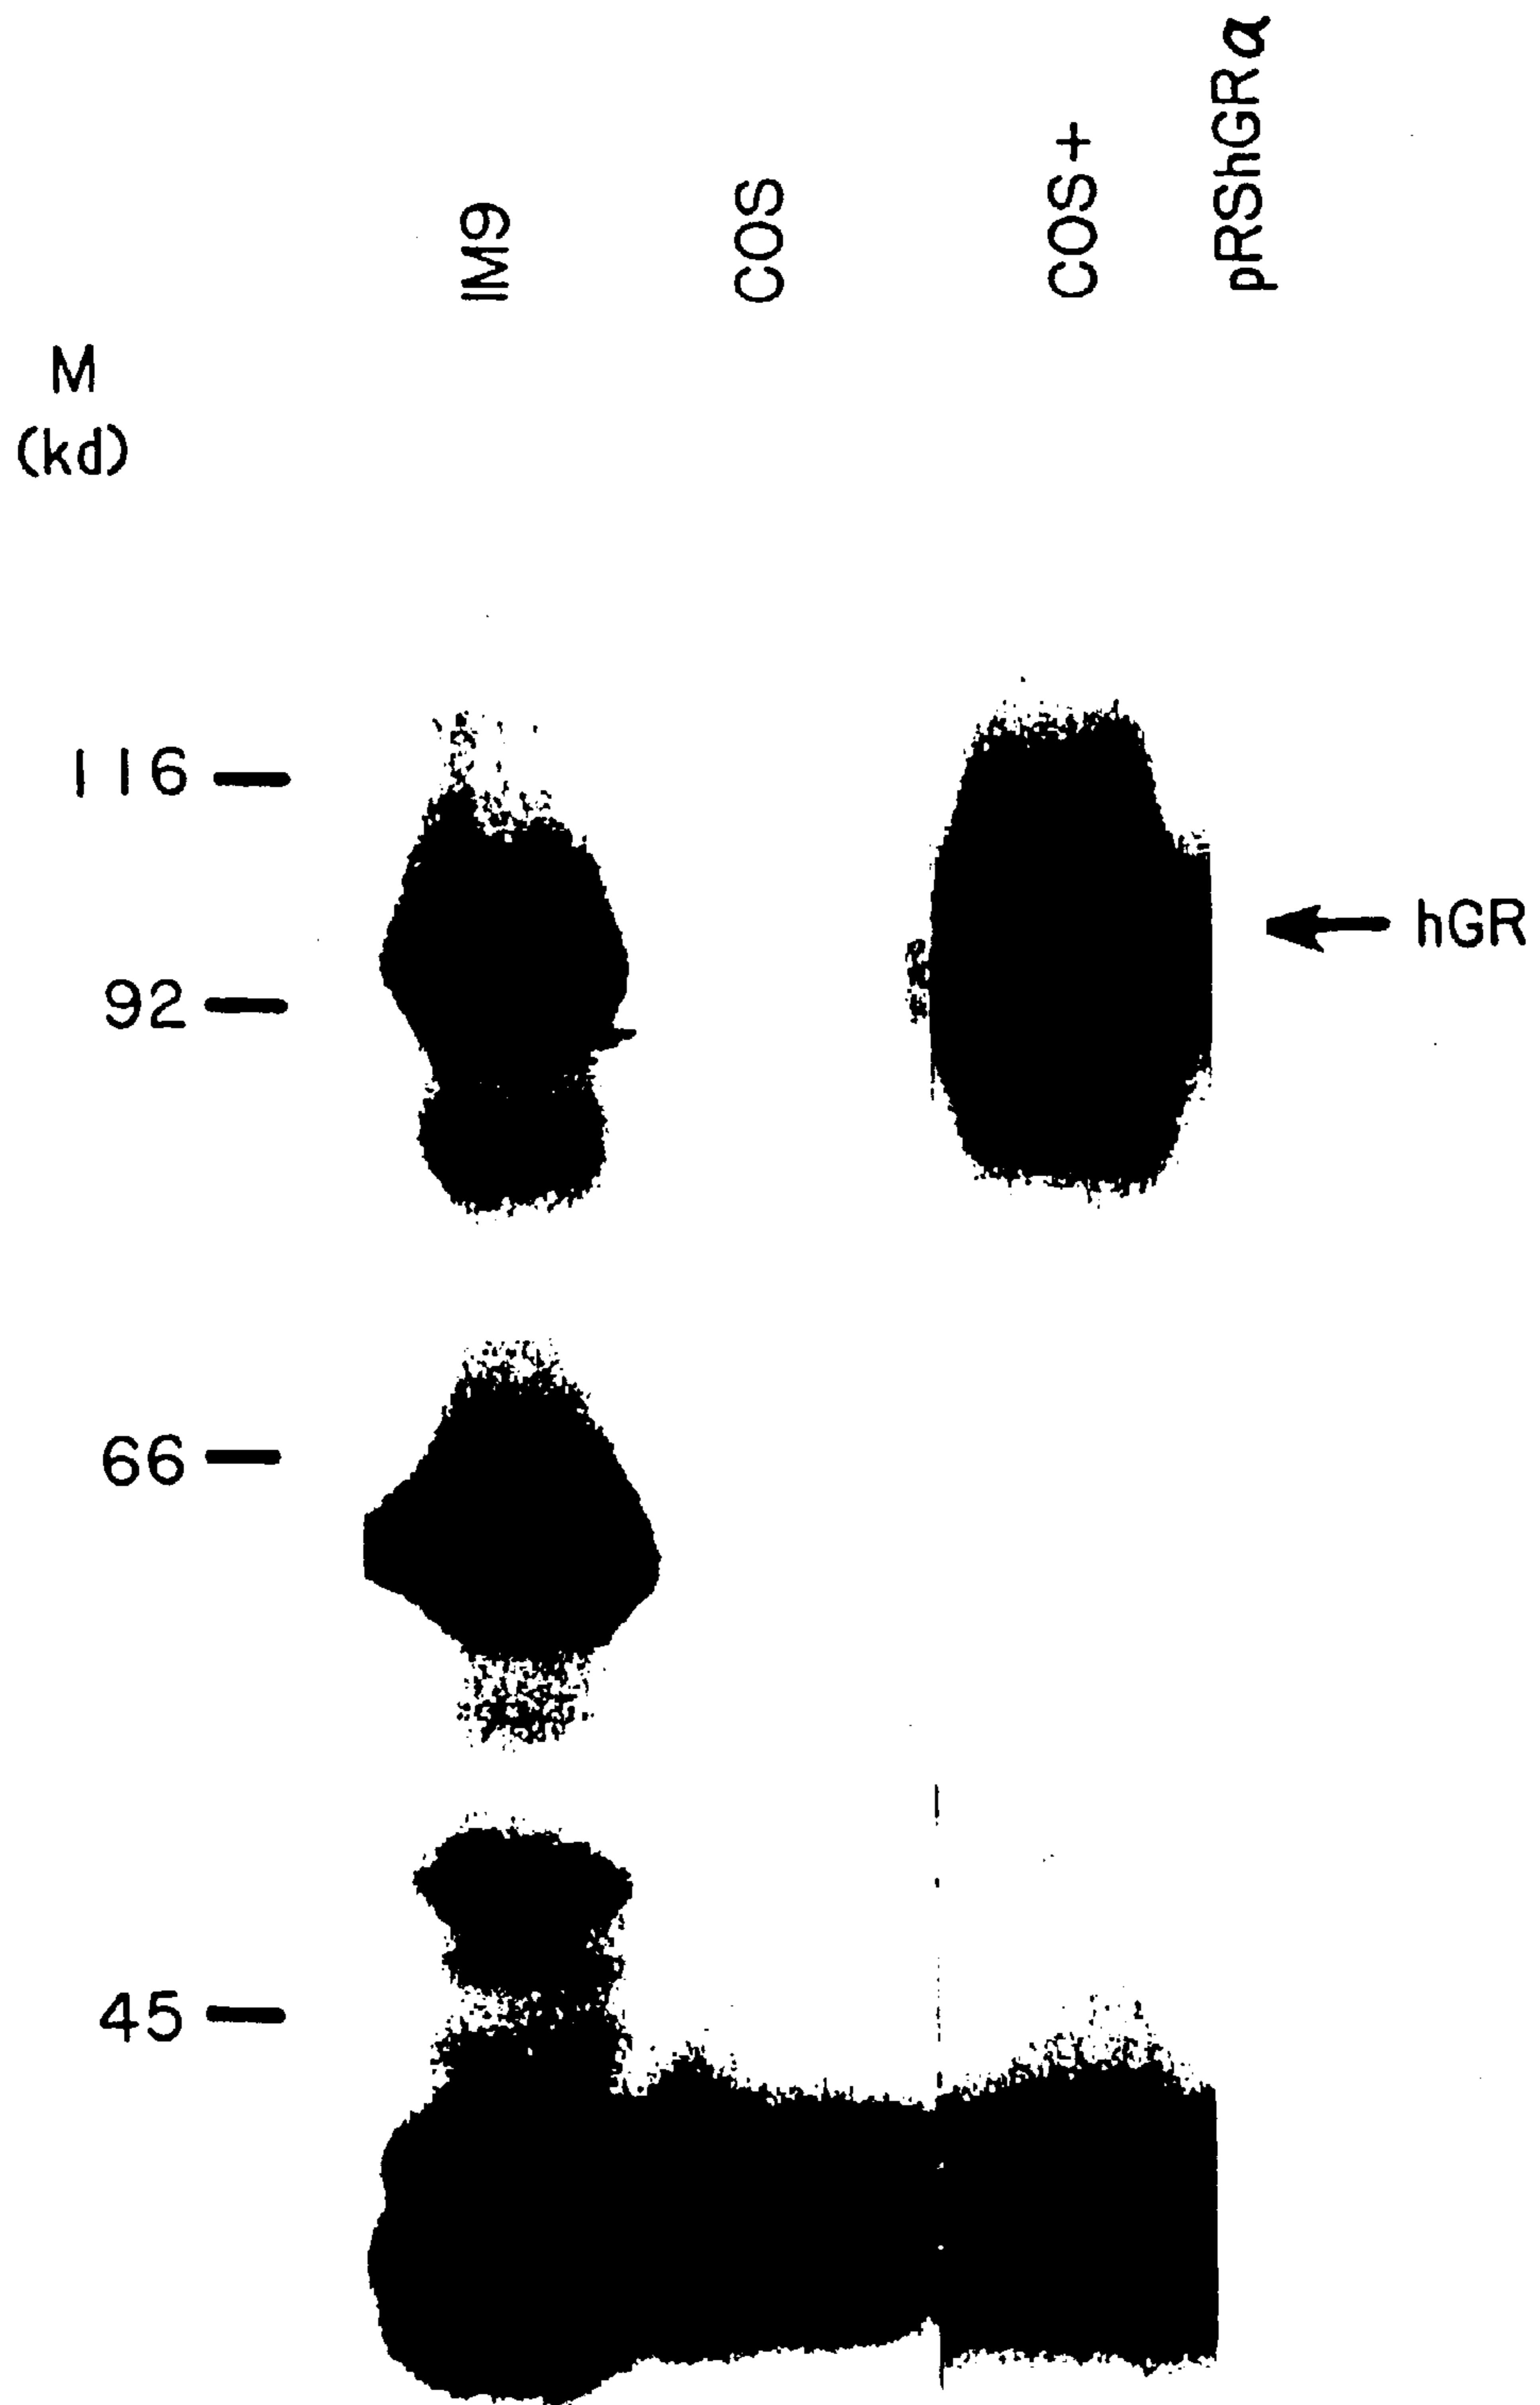 IM9
COS
COS+
pRShGRα
M
(kd)
116
92
66
45
hGR